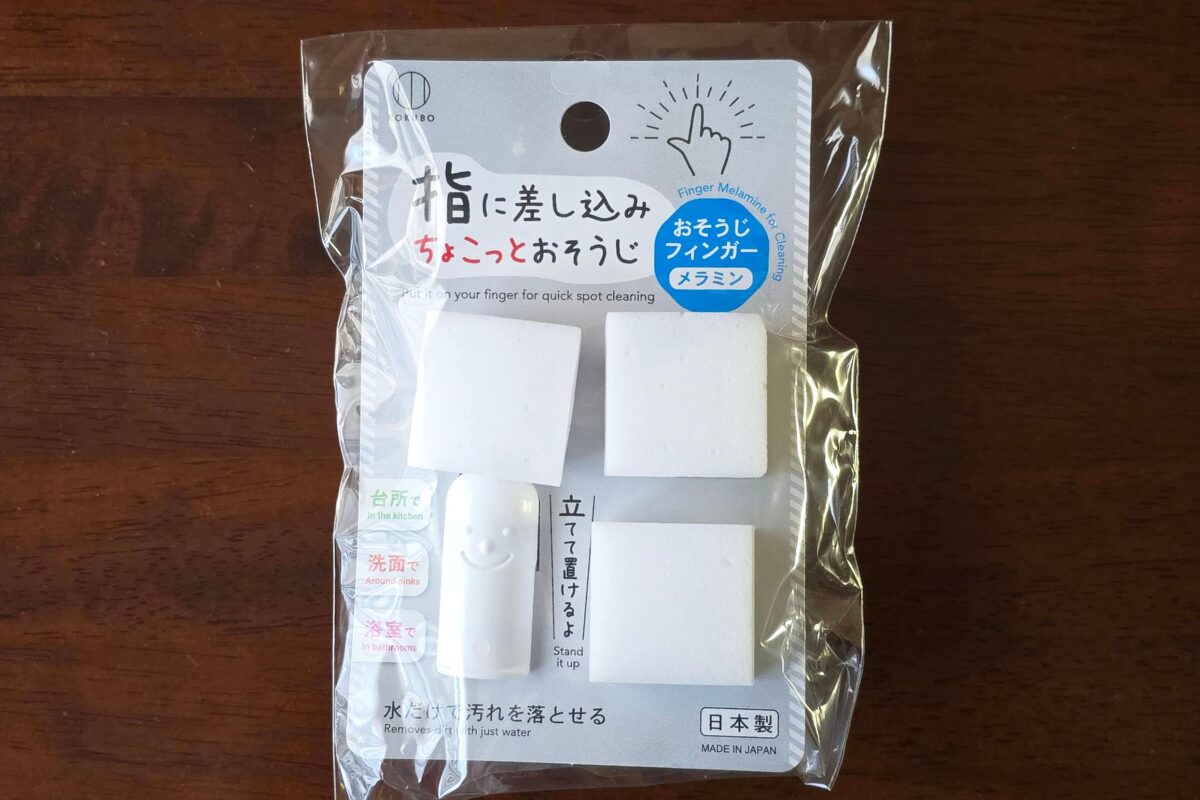 KOKUBO
指に差し込み
ちょこっとおそうじ
Put it on your finger for quick spot cleaning
Finger Melamine for Cleaning
おそうじ
フィンガー
メラミン
台所で
In the kitchen
洗面で
Around sinks
浴室で
In bathrooms
立てて置けるよ
Stand
it up
水だけで汚れを落とせる
Removes dirt with just water
日本製
MADE IN JAPAN